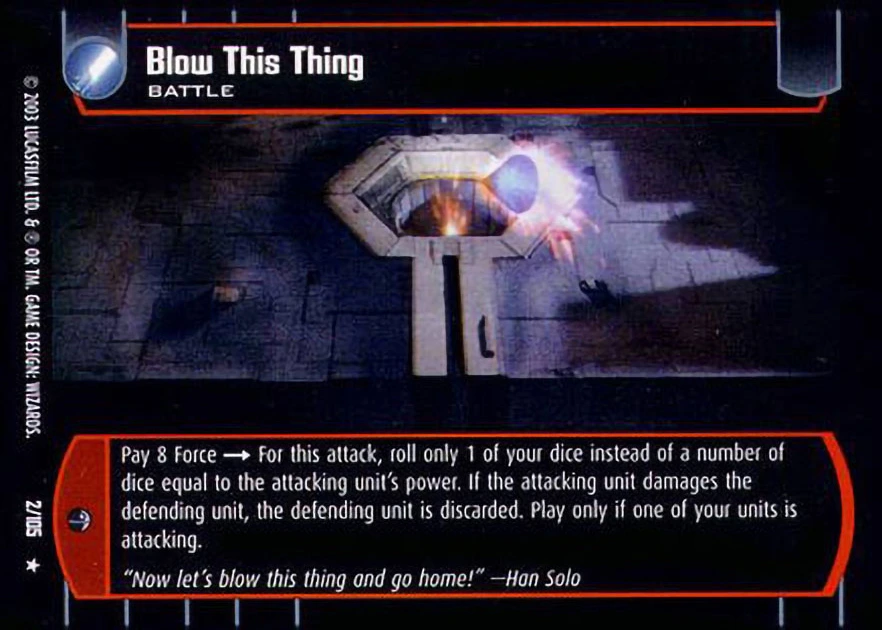 Blow This Thing
BATTLE
Pay 8 Force → For this attack, roll only 1 of your dice instead of a number of
dice equal to the attacking unit's power. If the attacking unit damages the
defending unit, the defending unit is discarded. Play only if one of your units is
attacking.
"Now let's blow this thing and go home!" —Han Solo
© 2003 LUCASFILM LTD. & ® OR TM. GAME DESIGN: WIZARDS.
2/105 ★